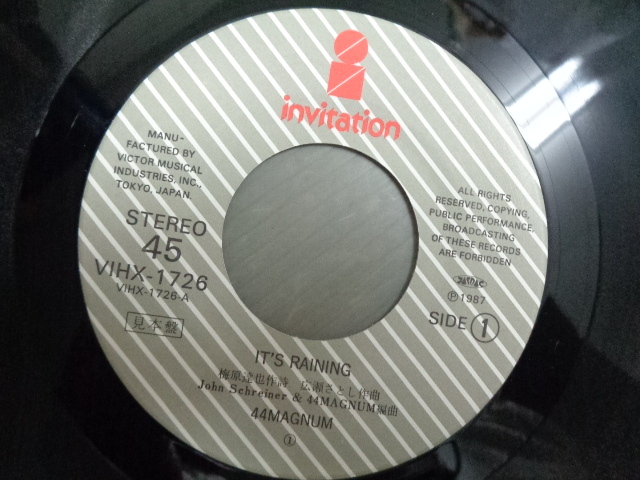 invitation
MANU-
FACTURED BY
VICTOR MUSICAL
INDUSTRIES, INC.,
TOKYO, JAPAN.
STEREO
45
VIHX-1726
VIHX-1726-A
見本盤
ALL RIGHTS
RESERVED, COPYING,
PUBLIC PERFORMANCE,
BROADCASTING
OF THESE RECORDS
ARE FORBIDDEN
JASRAC
Ⓟ1987
SIDE 1
IT'S RAINING
梅原達也作詩 広瀬さとし作曲
John Schreiner & 44MAGNUM編曲
44MAGNUM
①